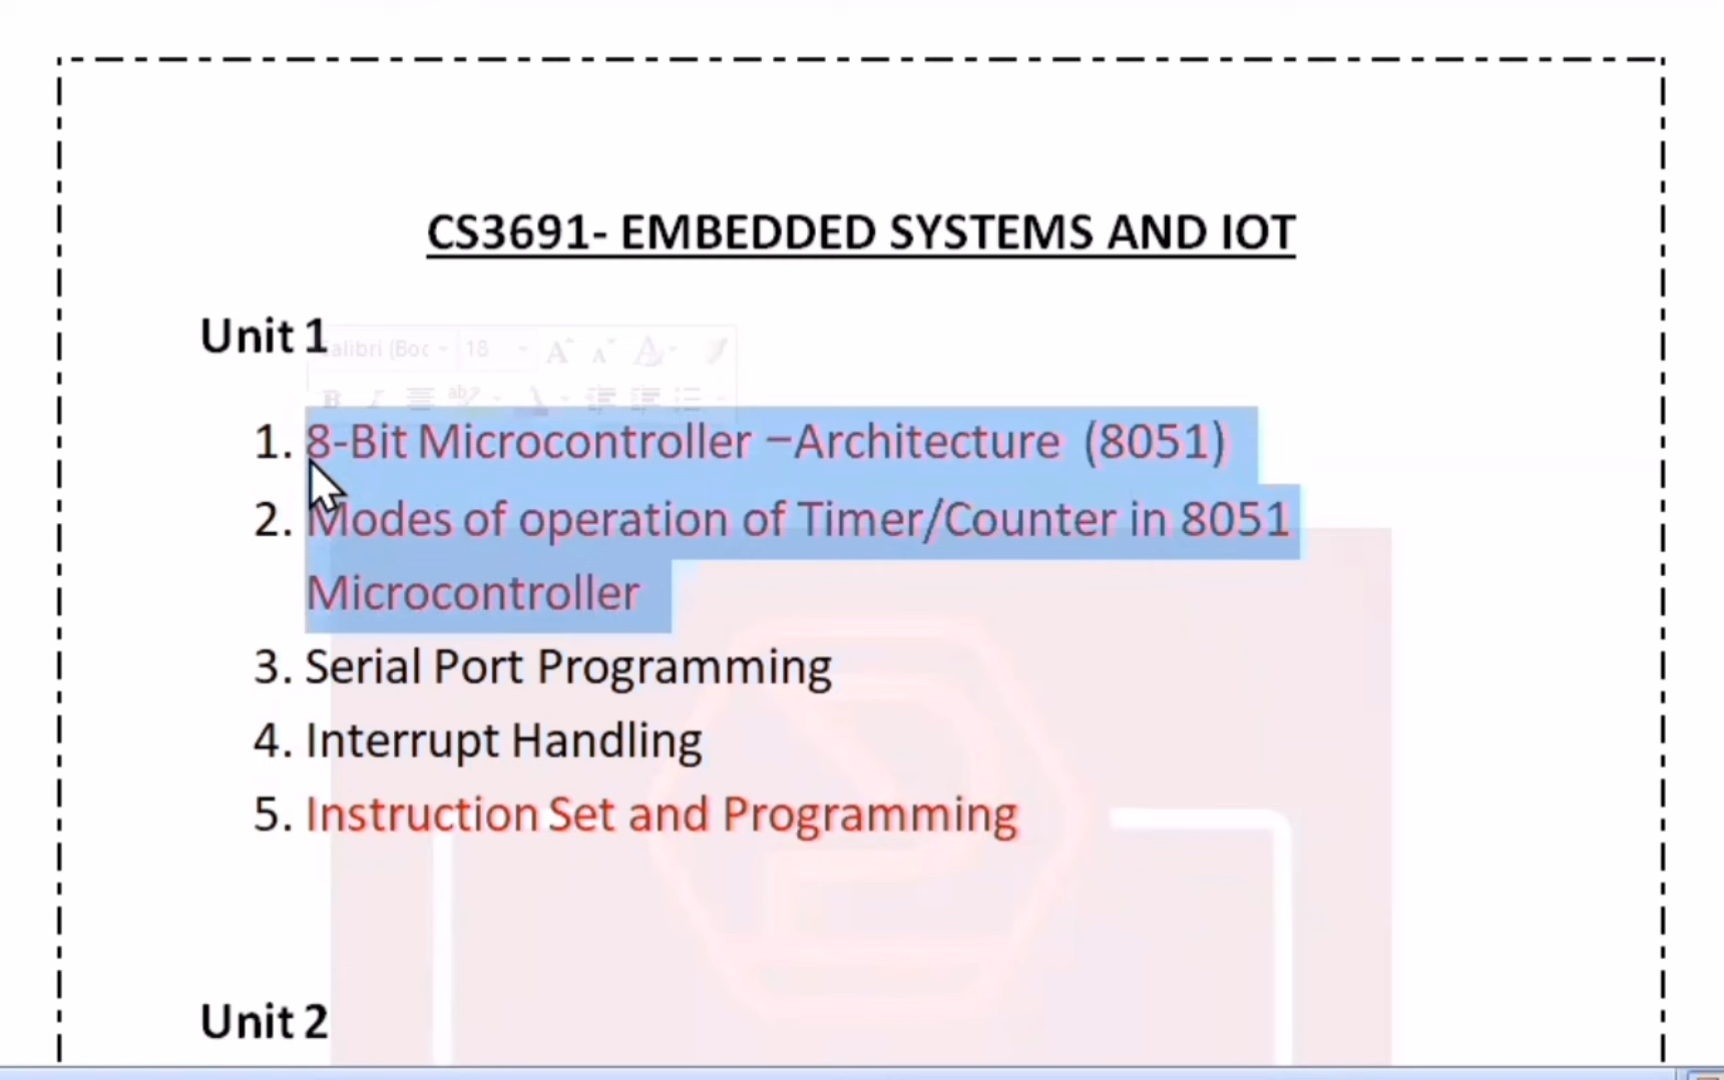 CS3691- EMBEDDED SYSTEMS AND IOT
Unit 1
18
1. 8-Bit Microcontroller –Architecture (8051)
2. Modes of operation of Timer/Counter in 8051
Microcontroller
3. Serial Port Programming
4. Interrupt Handling
5. Instruction Set and Programming
Unit 2